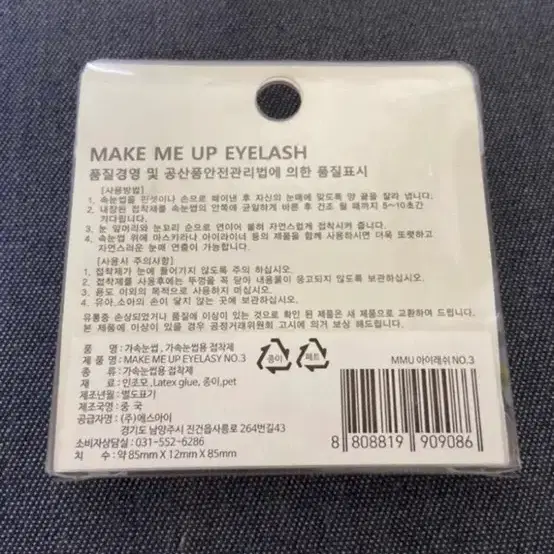 MAKE ME UP EYELASH
품질경영 및 공산품안전관리법에 의한 품질표시
[사용방법]
1. 속눈썹을 핀셋이나 손으로 떼어낸 후 자신의 눈매에 맞도록 양 끝을 잘라 냅니다.
2. 내장된 접착제를 속눈썹의 안쪽에 균일하게 바른 후 건조 될 때까지 5~10초간
기다립니다.
3. 눈 앞머리와 눈꼬리 순으로 연이어 붙혀 자연스럽게 접착시켜 줍니다.
4. 속눈썹 위에 마스카라나 아이라이너 등의 제품을 함께 사용하시면 더욱 또렷하고
자연스러운 눈매 연출이 가능합니다.
[사용시 주의사항]
1. 접착제가 눈에 들어가지 않도록 주의 하십시오.
2. 접착제를 사용후에는 뚜껑을 꼭 닫아 내용물이 응고되지 않도록 보관하십시오.
3. 용도 이외의 목적으로 사용하지 마십시오.
4. 유아,소아의 손이 닿지 않는 곳에 보관하십시오.
유통중 손상되었거나 품질에 이상이 있는 것으로 확인 된 제품은 새 제품으로 교환하여 드립니다.
본 제품에 이상이 있을 경우 공정거래위원회 고시에 의거 보상 해드립니다.
품 명 : 가속눈썹, 가속눈썹용 접착제
제 품 명 : MAKE ME UP EYELASY NO.3
종 류 : 가속눈썹용 접착제
재 료 : 인조모, Latex glue, 종이,pet
제조년월 : 별도표기
제조국명 : 중 국
공급자명 : (주)에스아이
경기도 남양주시 진건읍사릉로 264번길43
소비자상담실 : 031-552-6286
치 수 : 약 85mm X 12mm X 85mm
종이
페트
MMU 아이래쉬 NO.3
8 808819 909086